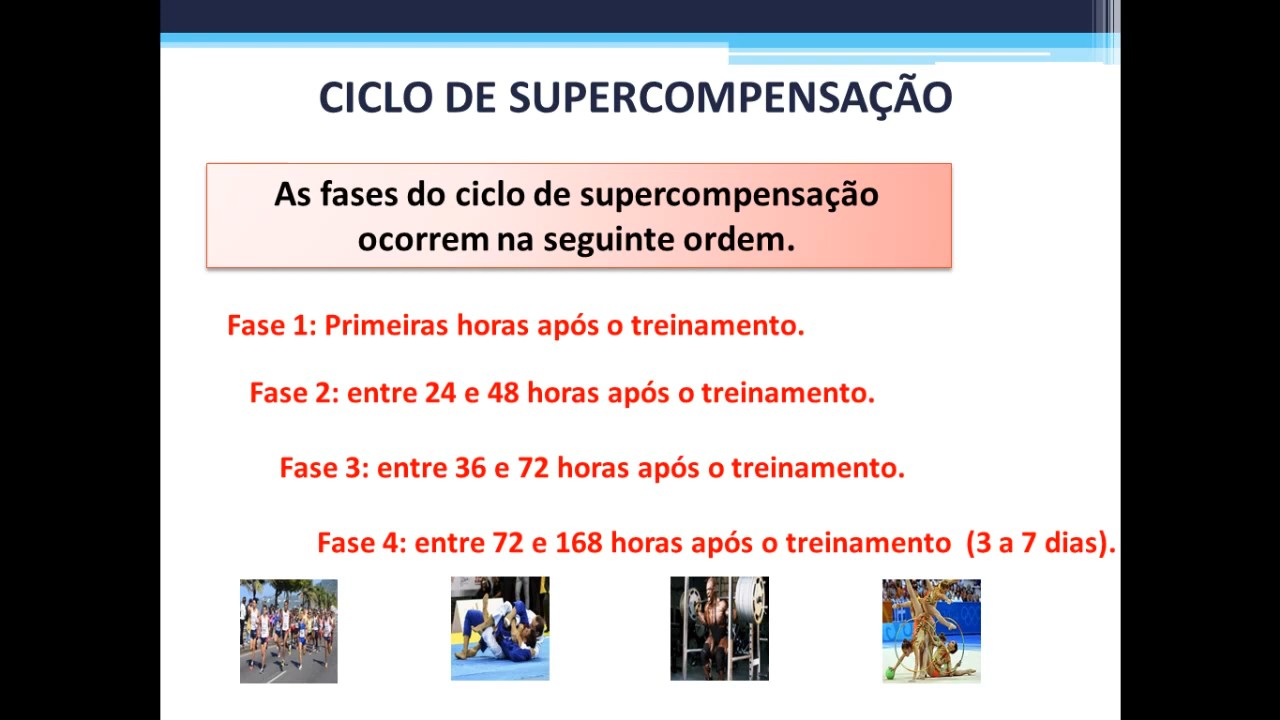 CICLO DE SUPERCOMPENSAÇÃO
As fases do ciclo de supercompensação
ocorrem na seguinte ordem.
Fase 1: Primeiras horas após o treinamento.
Fase 2: entre 24 e 48 horas após o treinamento.
Fase 3: entre 36 e 72 horas após o treinamento.
Fase 4: entre 72 e 168 horas após o treinamento (3 a 7 dias).